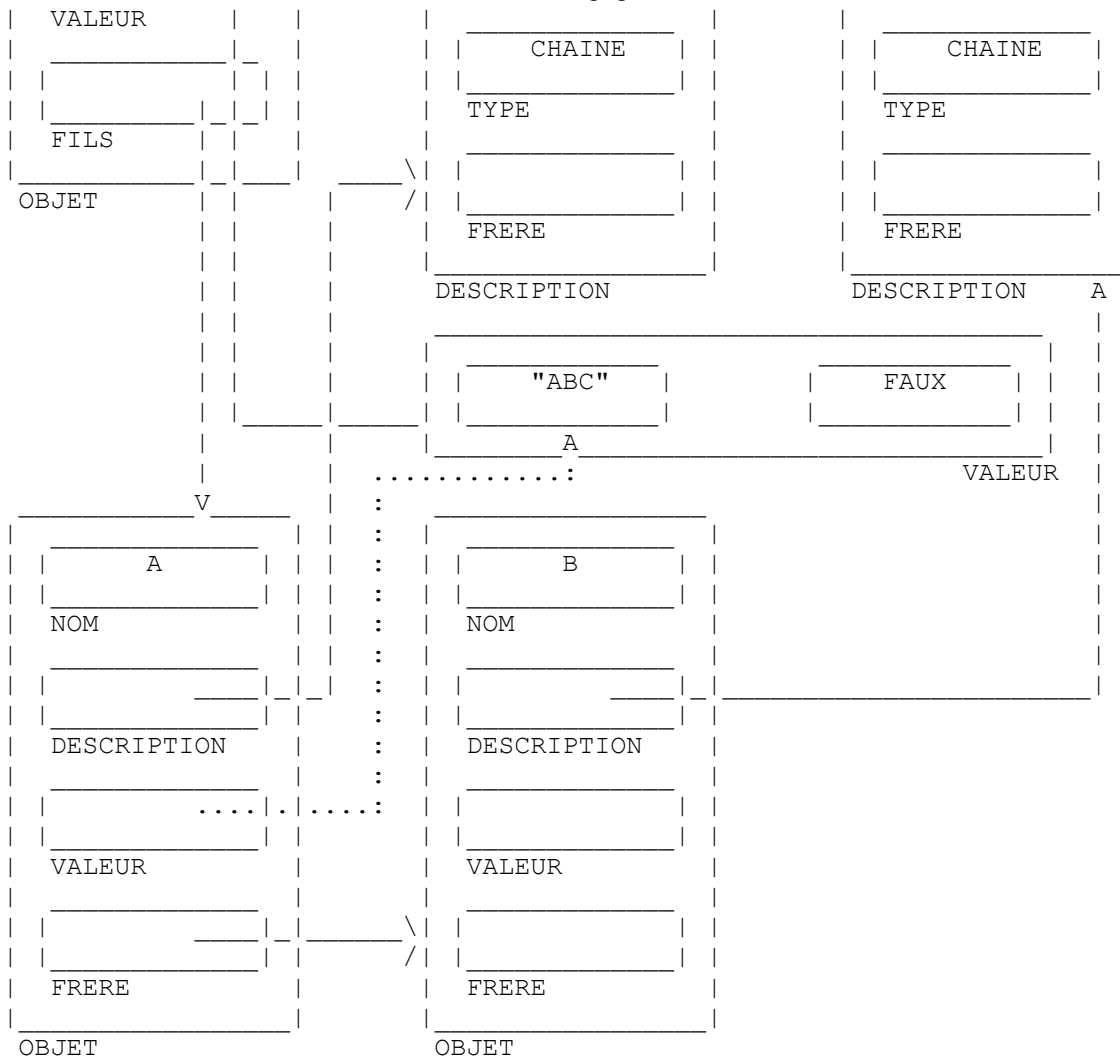 VALEUR
CHAINE CHAINE
TYPE TYPE
FILS
OBJET
FRERE FRERE
DESCRIPTION DESCRIPTION A
"ABC" FAUX
A
VALEUR
V
A B
NOM NOM
DESCRIPTION DESCRIPTION
VALEUR VALEUR
FRERE FRERE
OBJET OBJET